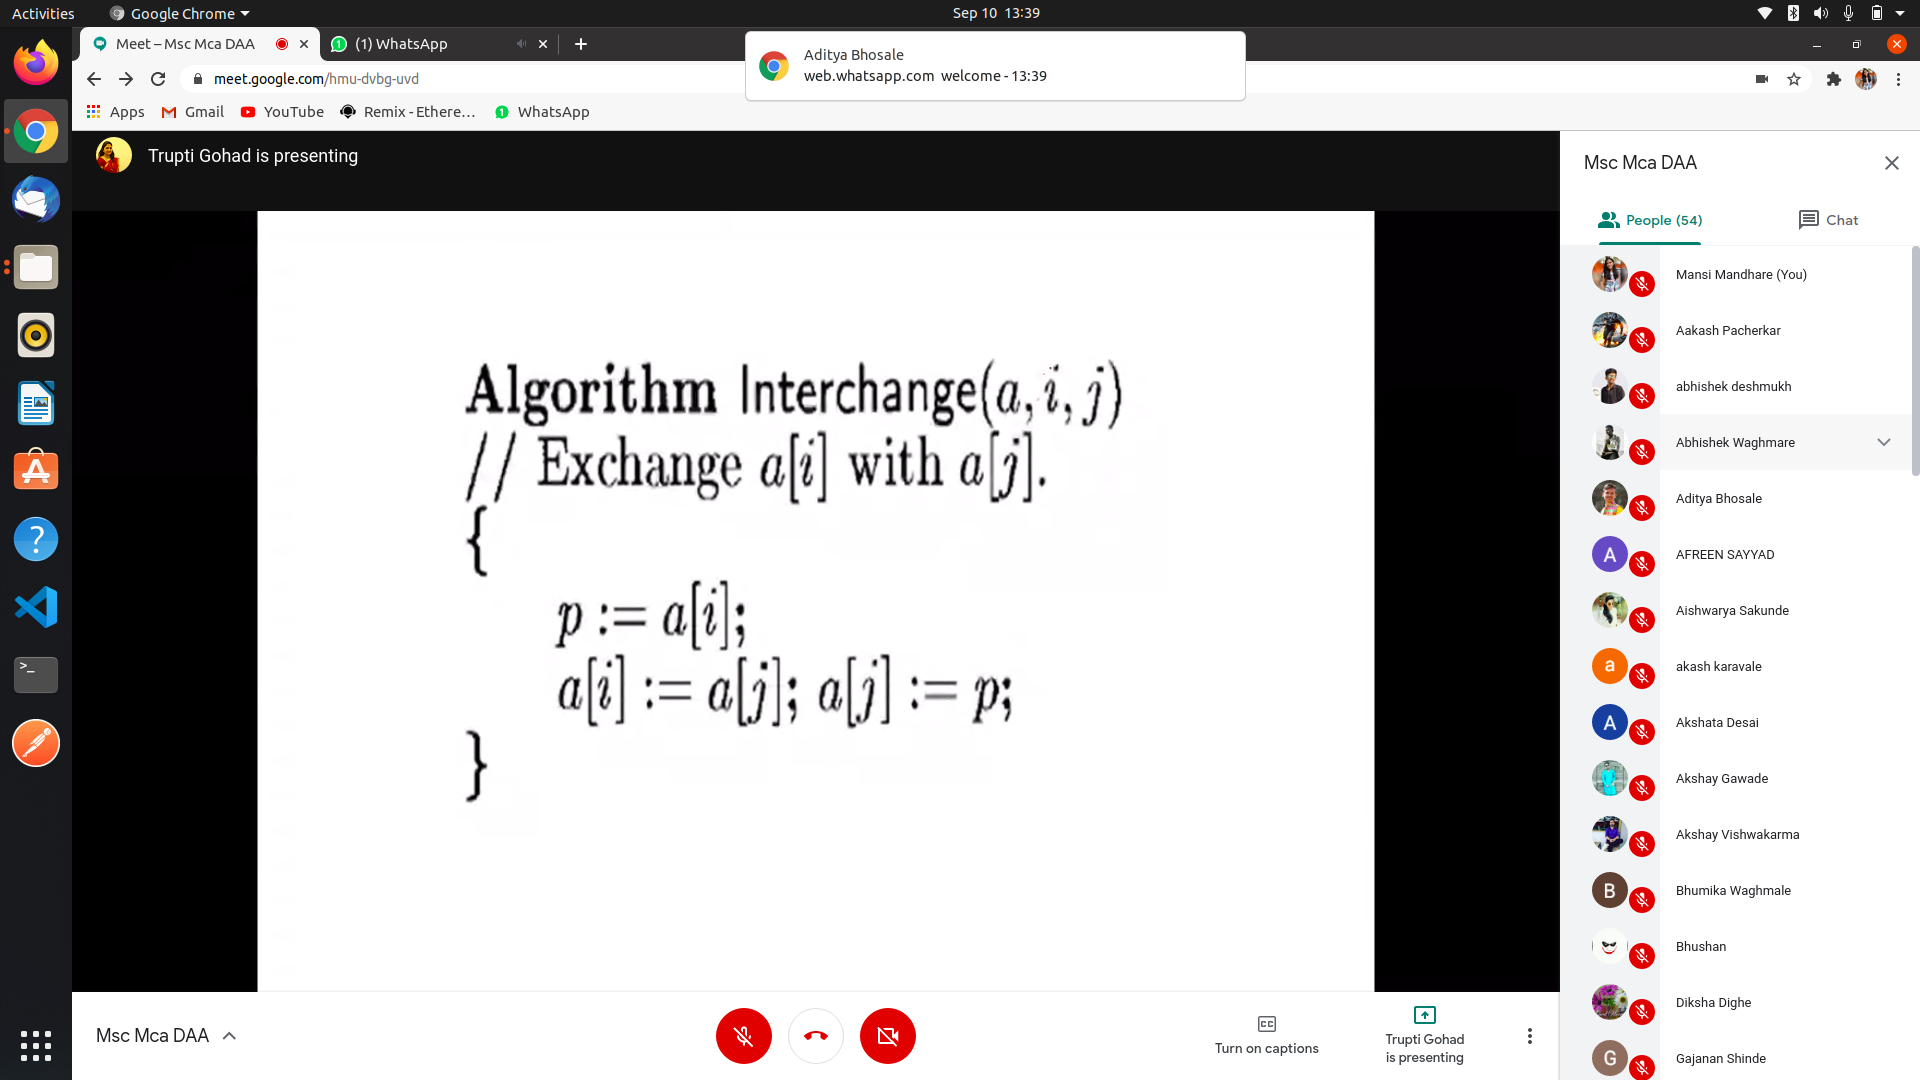 Activities
Google Chrome
Sep 10 13:39
Meet – Msc Mca DAA
(1) WhatsApp
Aditya Bhosale
web.whatsapp.com welcome - 13:39
meet.google.com/hmu-dvbg-uvd
Apps
Gmail
YouTube
Remix - Ethere…
WhatsApp
Trupti Gohad is presenting
Algorithm Interchange(a, i, j)
// Exchange a[i] with a[j].
{
p := a[i];
a[i] := a[j]; a[j] := p;
}
Msc Mca DAA
People (54)
Chat
Mansi Mandhare (You)
Aakash Pacherkar
abhishek deshmukh
Abhishek Waghmare
Aditya Bhosale
A
AFREEN SAYYAD
Aishwarya Sakunde
a
akash karavale
A
Akshata Desai
Akshay Gawade
Akshay Vishwakarma
B
Bhumika Waghmale
Bhushan
Diksha Dighe
G
Gajanan Shinde
Msc Mca DAA
Turn on captions
Trupti Gohad
is presenting